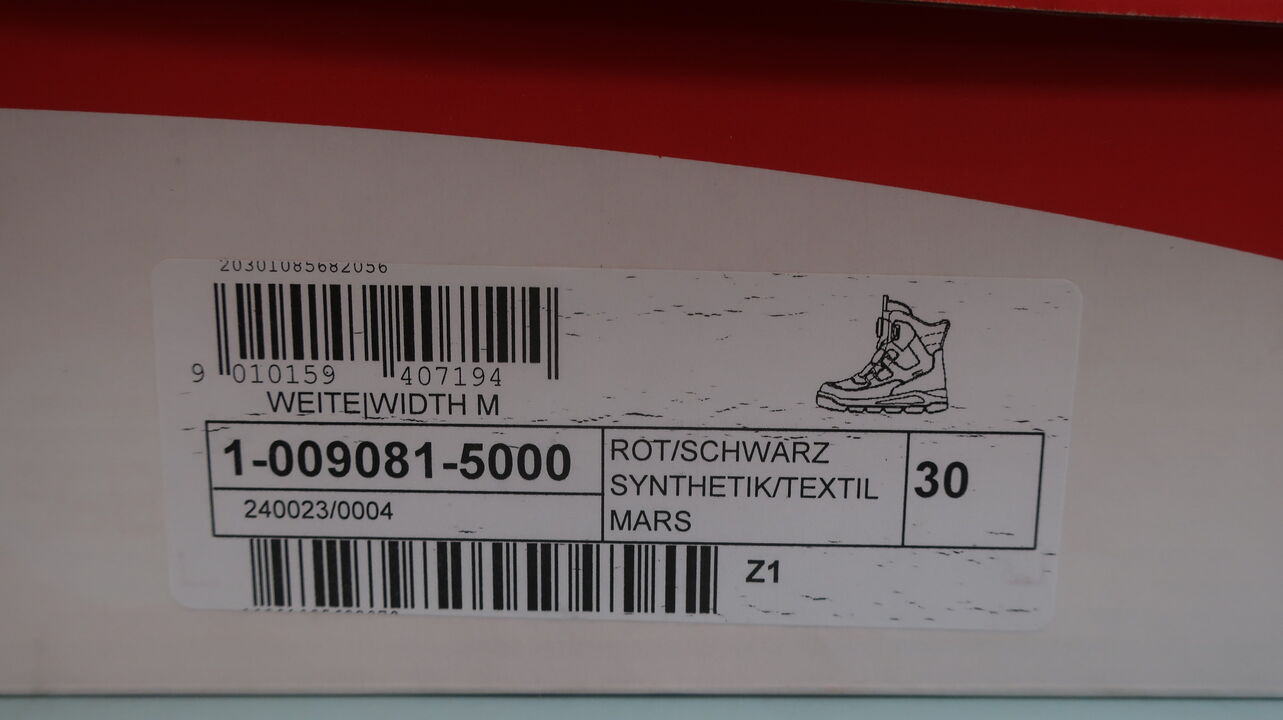 20301085682056
9 010159 407194
WEITE|WIDTH M
1-009081-5000
240023/0004
ROT/SCHWARZ
SYNTHETIK/TEXTIL
MARS
30
Z1